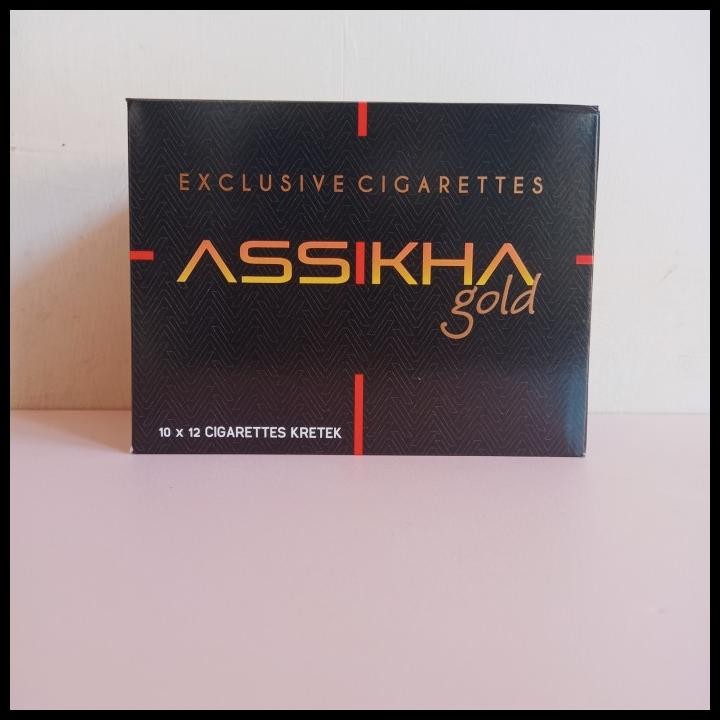 EXCLUSIVE CIGARETTES
ASSIKHA
gold
10 x 12 CIGARETTES KRETEK